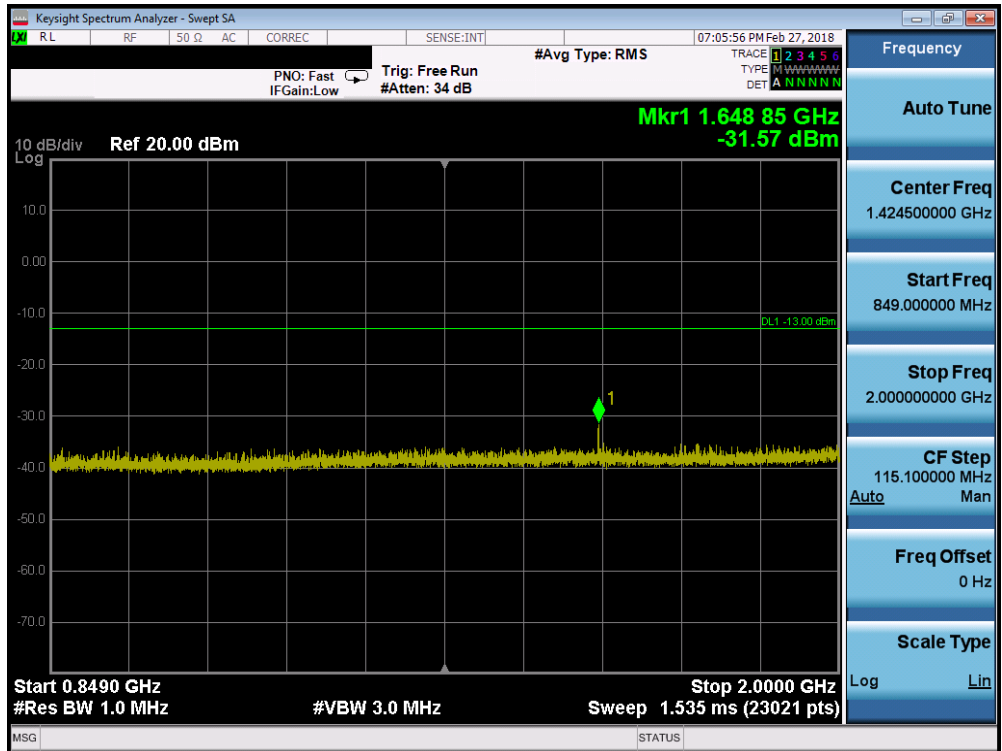 Keysight Spectrum Analyzer - Swept SA
LXI RL RF 50 Ω AC CORREC SENSE:INT 07:05:56 PM Feb 27, 2018
#Avg Type: RMS TRACE 1 2 3 4 5 6
PNO: Fast Trig: Free Run TYPE M WWWWW
IFGain:Low #Atten: 34 dB DET A N N N N N
Mkr1 1.648 85 GHz
-31.57 dBm
10 dB/div Ref 20.00 dBm
Log
10.0
0.00
-10.0
DL1 -13.00 dBm
-20.0
1
-30.0
-40.0
-50.0
-60.0
-70.0
Start 0.8490 GHz Stop 2.0000 GHz
#Res BW 1.0 MHz #VBW 3.0 MHz Sweep 1.535 ms (23021 pts)
MSG STATUS
Frequency
Auto Tune
Center Freq
1.424500000 GHz
Start Freq
849.000000 MHz
Stop Freq
2.000000000 GHz
CF Step
115.100000 MHz
Auto Man
Freq Offset
0 Hz
Scale Type
Log Lin